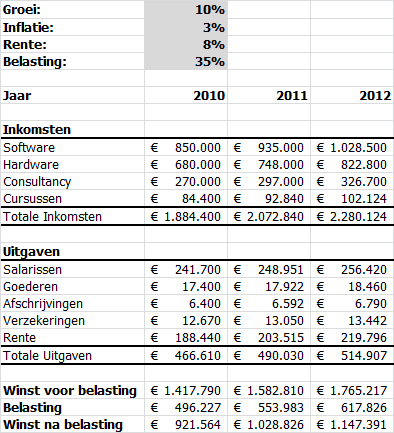 Groei: 10%
Inflatie: 3%
Rente: 8%
Belasting: 35%
Jaar 2010 2011 2012
Inkomsten
Software € 850.000 € 935.000 € 1.028.500
Hardware € 680.000 € 748.000 € 822.800
Consultancy € 270.000 € 297.000 € 326.700
Cursussen € 84.400 € 92.840 € 102.124
Totale Inkomsten € 1.884.400 € 2.072.840 € 2.280.124
Uitgaven
Salarissen € 241.700 € 248.951 € 256.420
Goederen € 17.400 € 17.922 € 18.460
Afschrijvingen € 6.400 € 6.592 € 6.790
Verzekeringen € 12.670 € 13.050 € 13.442
Rente € 188.440 € 203.515 € 219.796
Totale Uitgaven € 466.610 € 490.030 € 514.907
Winst voor belasting € 1.417.790 € 1.582.810 € 1.765.217
Belasting € 496.227 € 553.983 € 617.826
Winst na belasting € 921.564 € 1.028.826 € 1.147.391